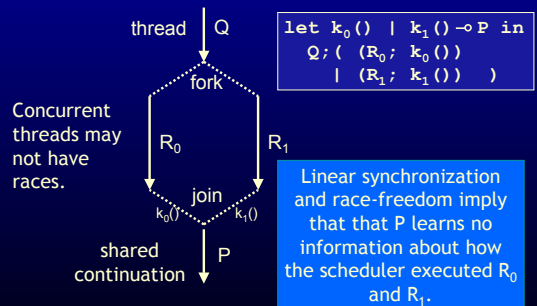 thread Q
let k₀() | k₁()⊸P in
Q;( (R₀; k₀())
| (R₁; k₁()) )
fork
Concurrent
threads may
not have
races.
R₀ R₁
join
k₀() k₁()
shared
continuation
P
Linear synchronization
and race-freedom imply
that that P learns no
information about how
the scheduler executed R₀
and R₁.